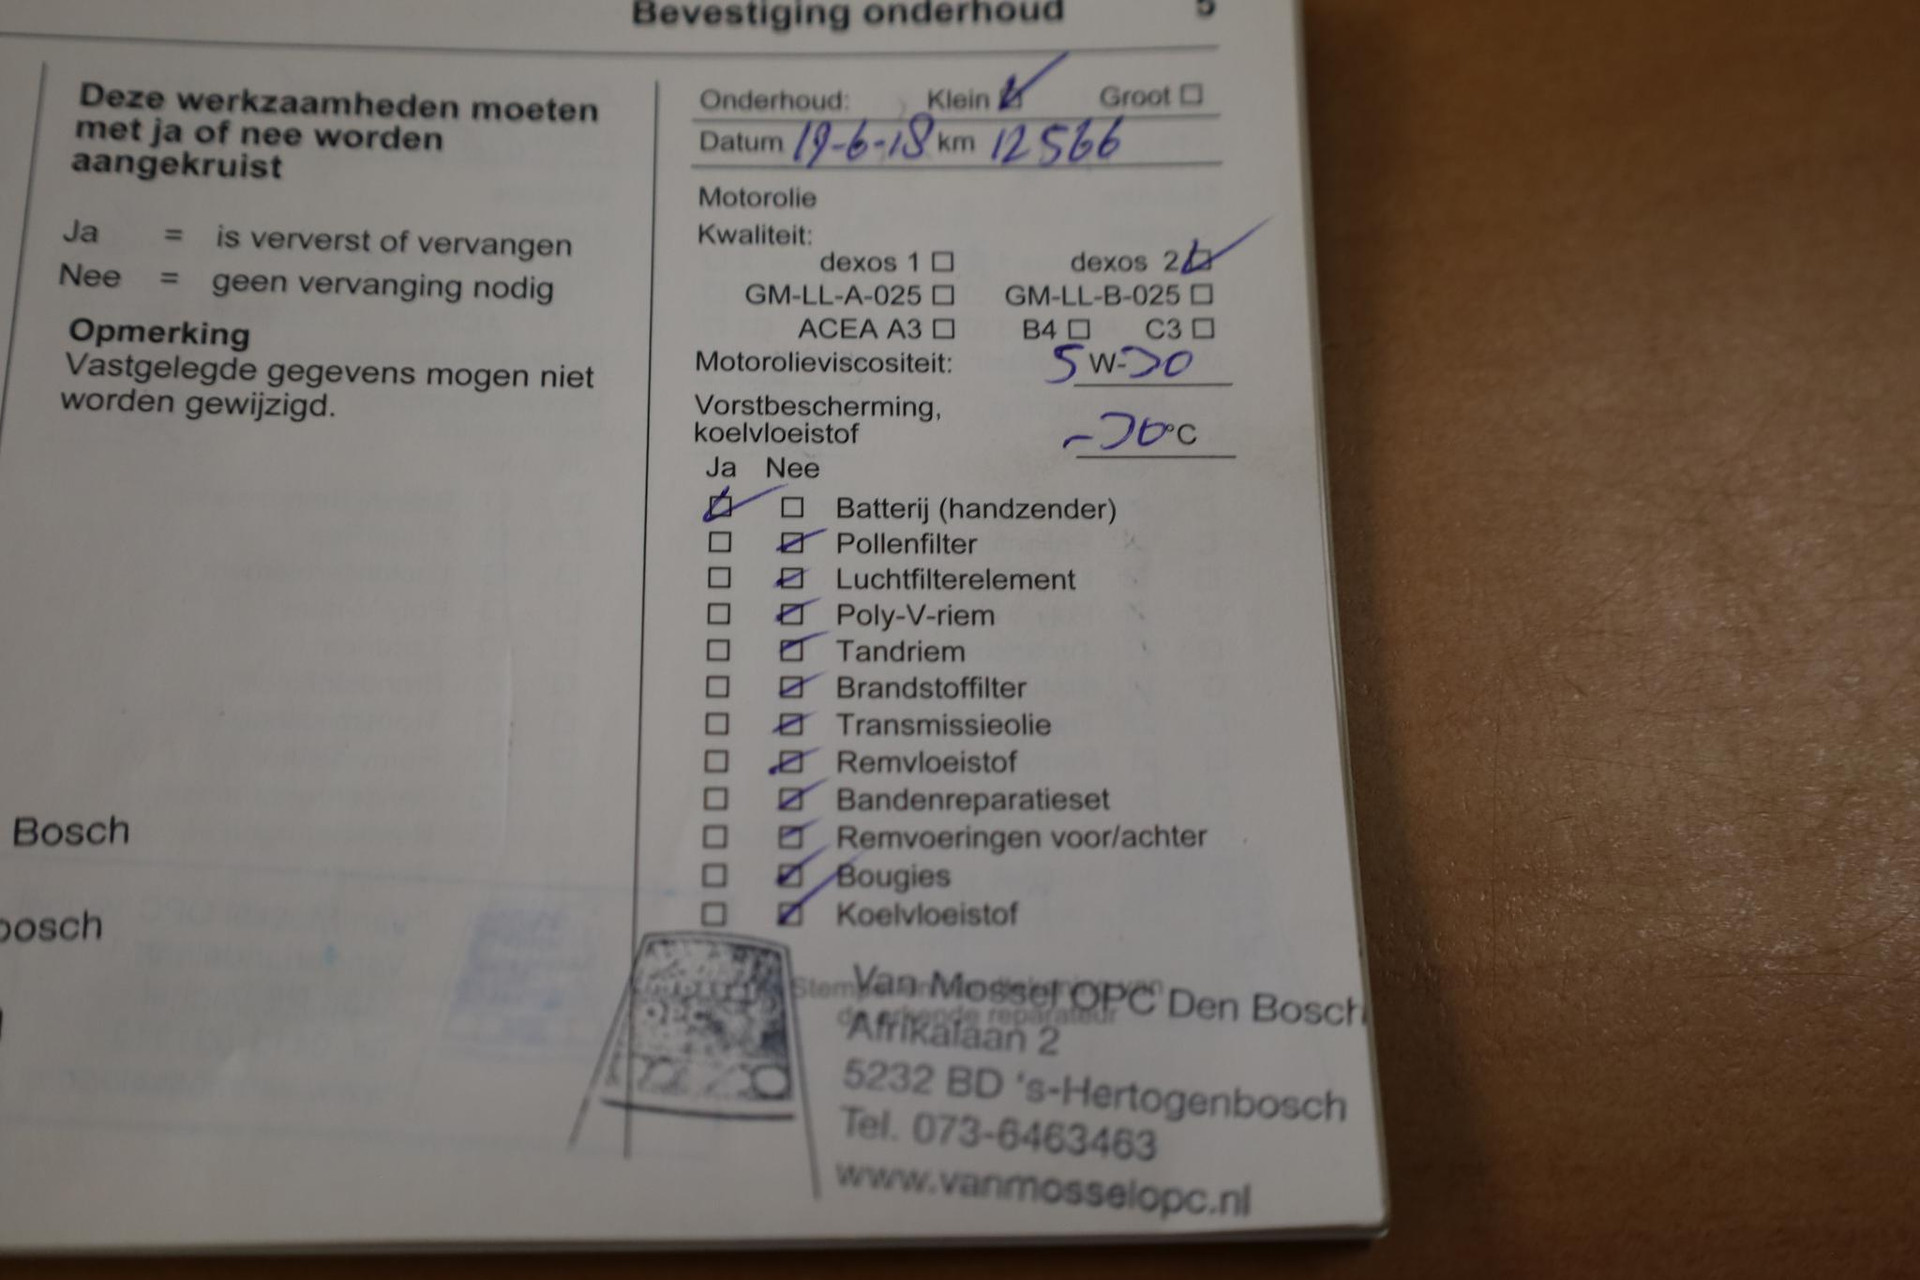 Bevestiging onderhoud 5
Deze werkzaamheden moeten
met ja of nee worden
aangekruist
Ja = is ververst of vervangen
Nee = geen vervanging nodig
Opmerking
Vastgelegde gegevens mogen niet
worden gewijzigd.
Bosch
bosch
Onderhoud: Klein Groot
Datum 19-6-18 km 12566
Motorolie
Kwaliteit:
dexos 1 dexos 2
GM-LL-A-025 GM-LL-B-025
ACEA A3 B4 C3
Motorolieviscositeit: 5 W-30
Vorstbescherming,
koelvloeistof -30°C
Ja Nee
Batterij (handzender)
Pollenfilter
Luchtfilterelement
Poly-V-riem
Tandriem
Brandstoffilter
Transmissieolie
Remvloeistof
Bandenreparatieset
Remvoeringen voor/achter
Bougies
Koelvloeistof
Van Mossel OPC Den Bosch
Afrikalaan 2
5232 BD 's-Hertogenbosch
Tel. 073-6463463
www.vanmosselopc.nl